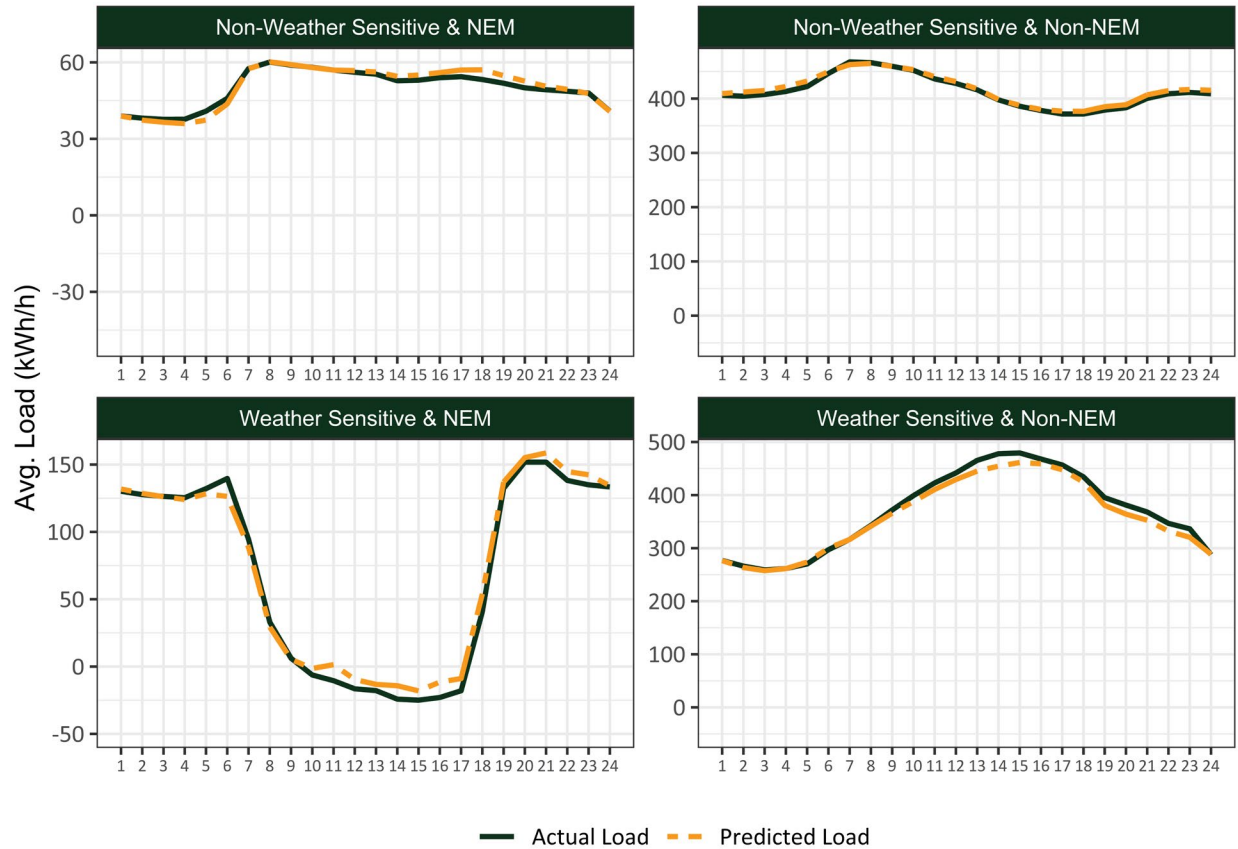 Non-Weather Sensitive & NEM
Non-Weather Sensitive & Non-NEM
60
30
0
-30
400
300
200
100
0
1 2 3 4 5 6 7 8 9 10 11 12 13 14 15 16 17 18 19 20 21 22 23 24
1 2 3 4 5 6 7 8 9 10 11 12 13 14 15 16 17 18 19 20 21 22 23 24
Avg. Load (kWh/h)
Weather Sensitive & NEM
Weather Sensitive & Non-NEM
150
100
50
0
-50
500
400
300
200
100
0
1 2 3 4 5 6 7 8 9 10 11 12 13 14 15 16 17 18 19 20 21 22 23 24
1 2 3 4 5 6 7 8 9 10 11 12 13 14 15 16 17 18 19 20 21 22 23 24
Actual Load Predicted Load